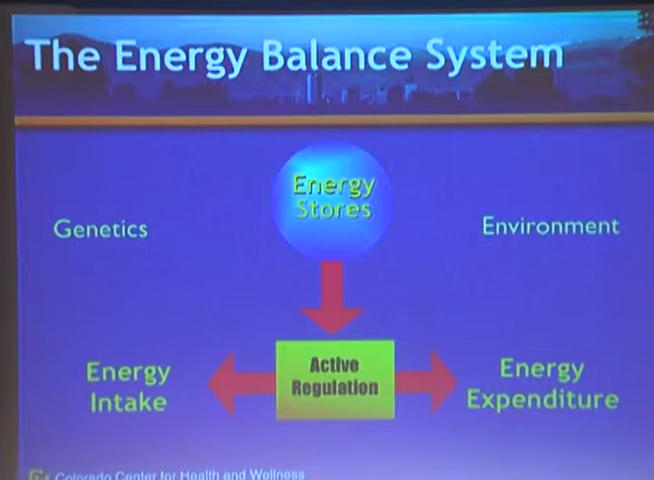 The Energy Balance System
Energy
Stores
Genetics
Environment
Active
Regulation
Energy
Intake
Energy
Expenditure
Colorado Center for Health and Wellness